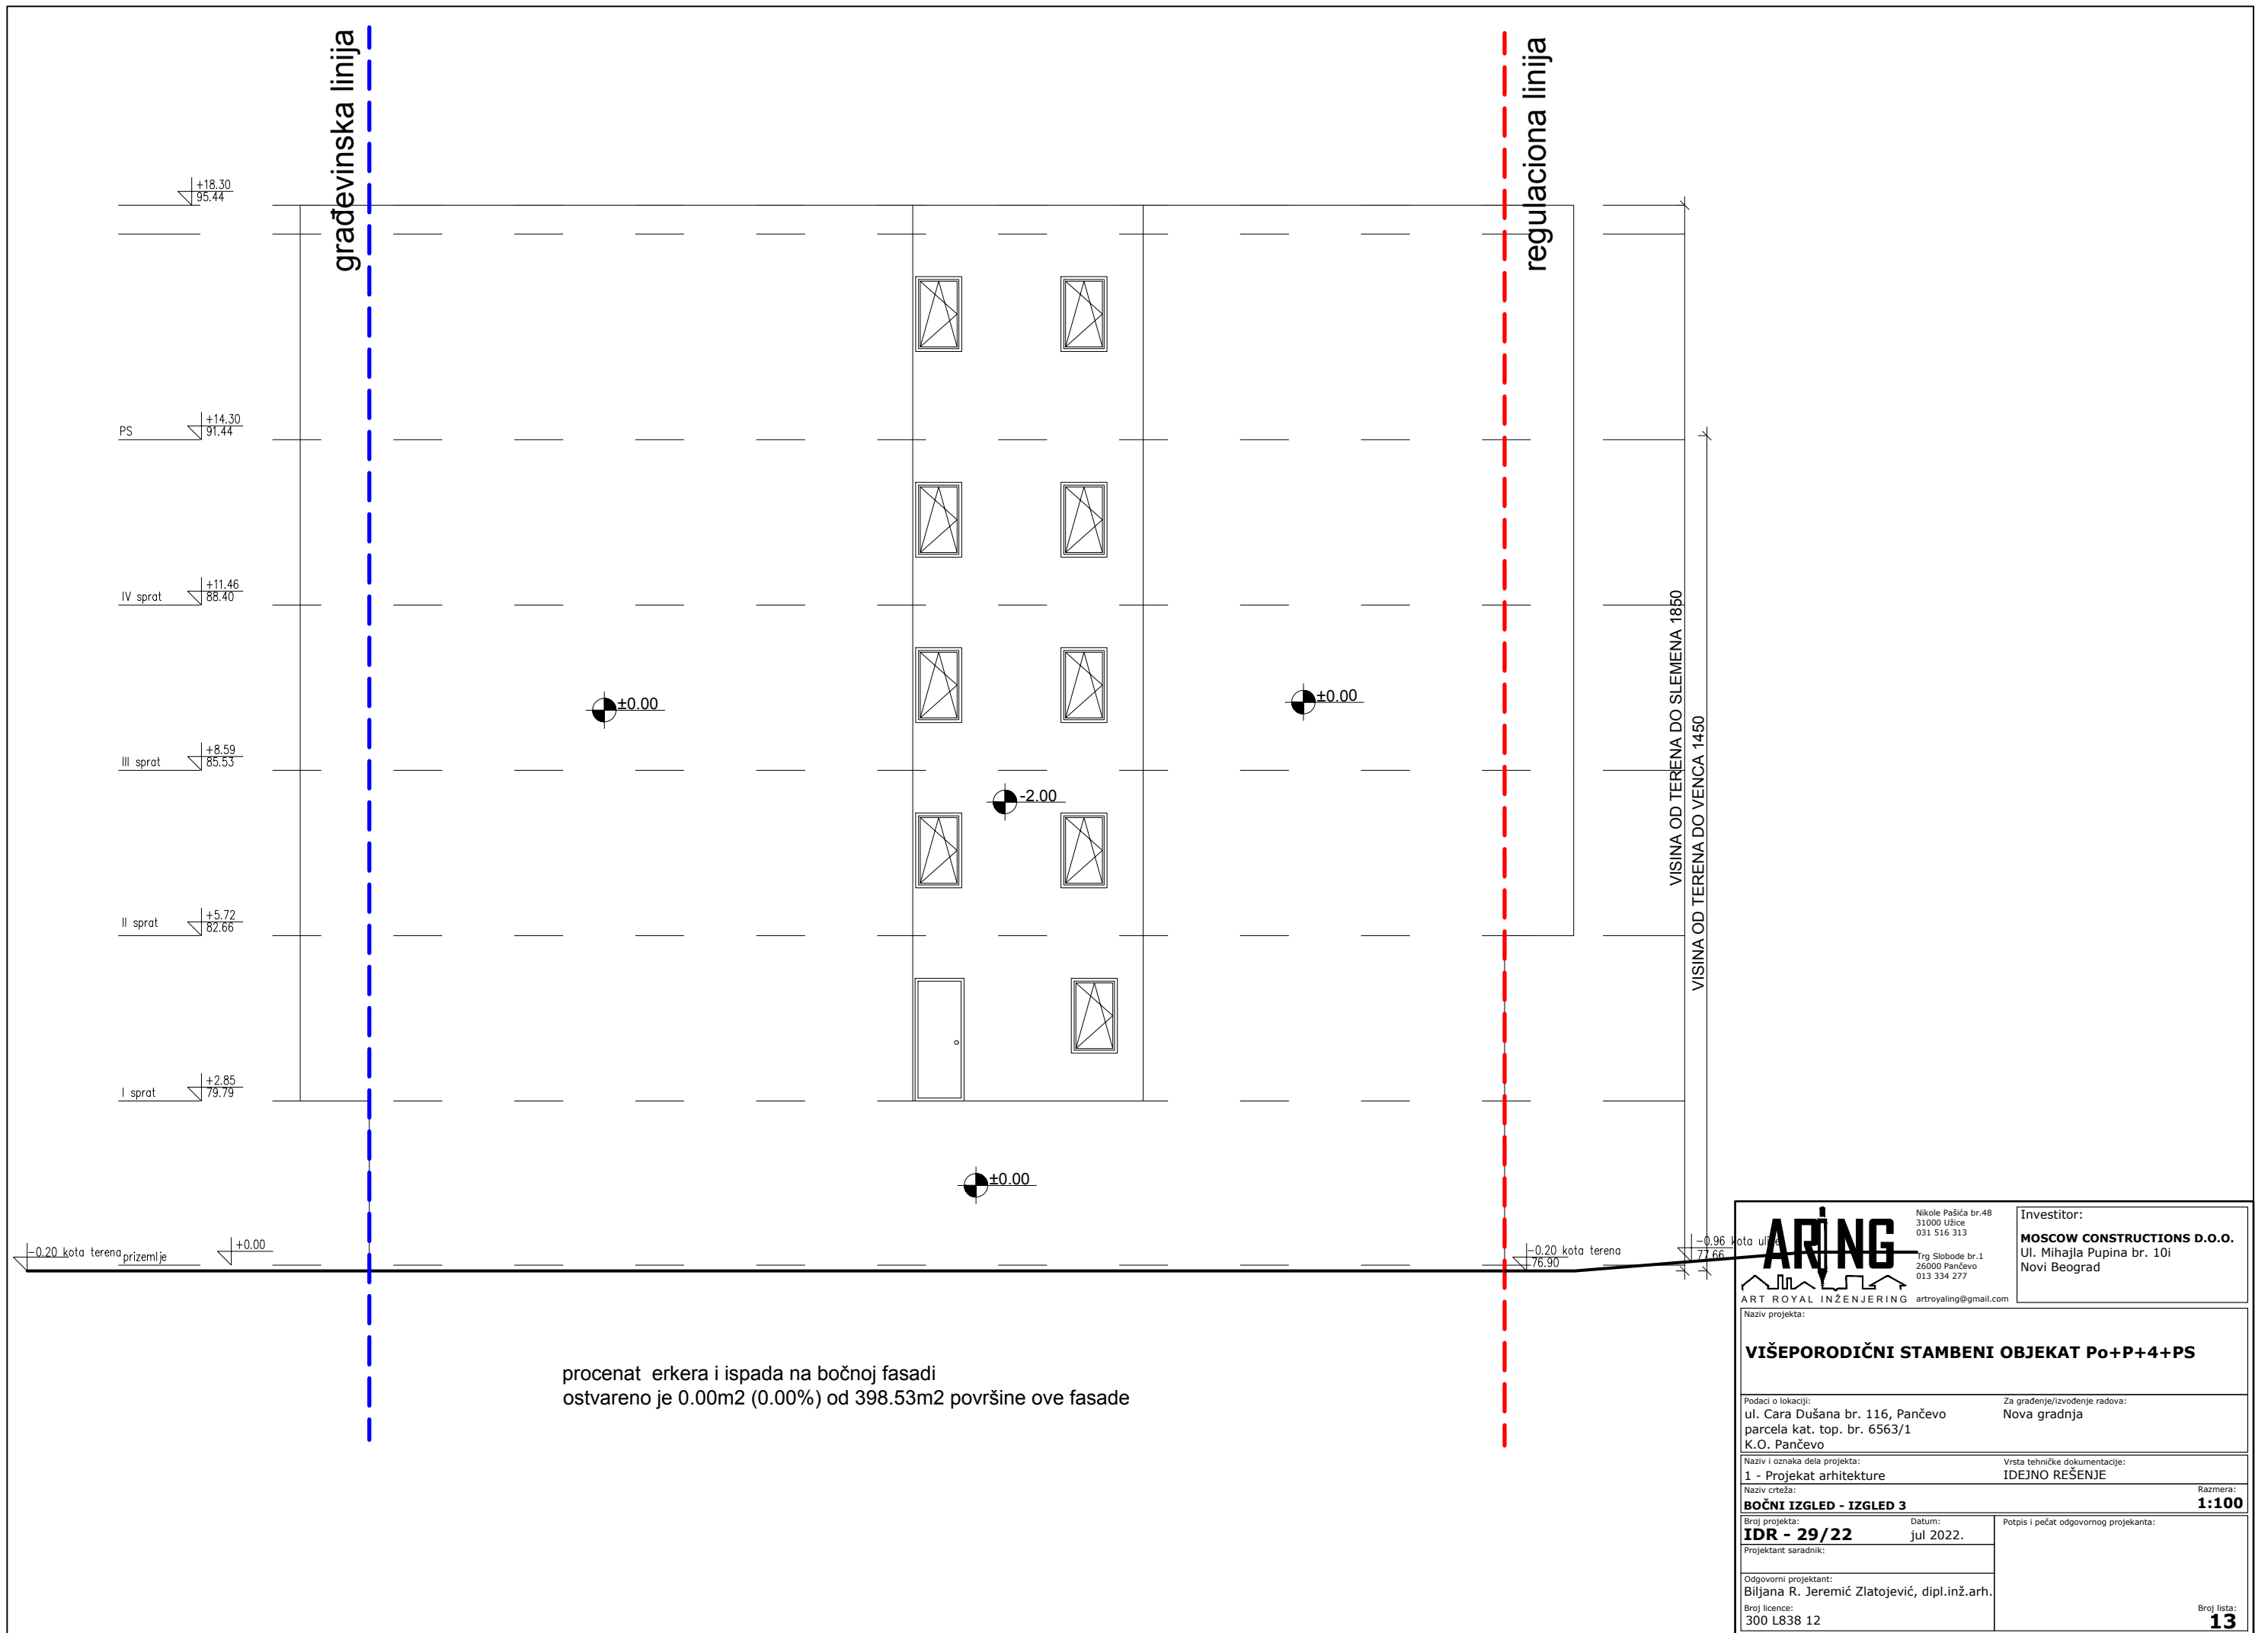 građevinska linija
regulaciona linija
+18.30
95.44
PS
+14.30
91.44
IV sprat
+11.46
88.40
III sprat
+8.59
85.53
II sprat
+5.72
82.66
I sprat
+2.85
79.79
-0.20 kota terena
prizemlje
+0.00
±0.00
±0.00
-2.00
±0.00
VISINA OD TERENA DO SLEMENA 1850
VISINA OD TERENA DO VENCA 1450
-0.20 kota terena
76.90
-0.96 kota
77.66
procenat erkera i ispada na bočnoj fasadi
ostvareno je 0.00m2 (0.00%) od 398.53m2 površine ove fasade
ARING
ART ROYAL INŽENJERING
Nikole Pašića br.48
31000 Užice
031 516 313
Trg Slobode br.1
26000 Pančevo
013 334 277
artroyaling@gmail.com
Investitor:
MOSCOW CONSTRUCTIONS D.O.O.
Ul. Mihajla Pupina br. 10i
Novi Beograd
Naziv projekta:
VIŠEPORODIČNI STAMBENI OBJEKAT Po+P+4+PS
Podaci o lokaciji:
ul. Cara Dušana br. 116, Pančevo
parcela kat. top. br. 6563/1
K.O. Pančevo
Za građenje/izvođenje radova:
Nova gradnja
Naziv i oznaka dela projekta:
1 - Projekat arhitekture
Vrsta tehničke dokumentacije:
IDEJNO REŠENJE
Naziv crteža:
BOČNI IZGLED - IZGLED 3
Razmera:
1:100
Broj projekta:
IDR - 29/22
Datum:
jul 2022.
Potpis i pečat odgovornog projekanta:
Projektant saradnik:
Odgovorni projektant:
Biljana R. Jeremić Zlatojević, dipl.inž.arh.
Broj licence:
300 L838 12
Broj lista:
13